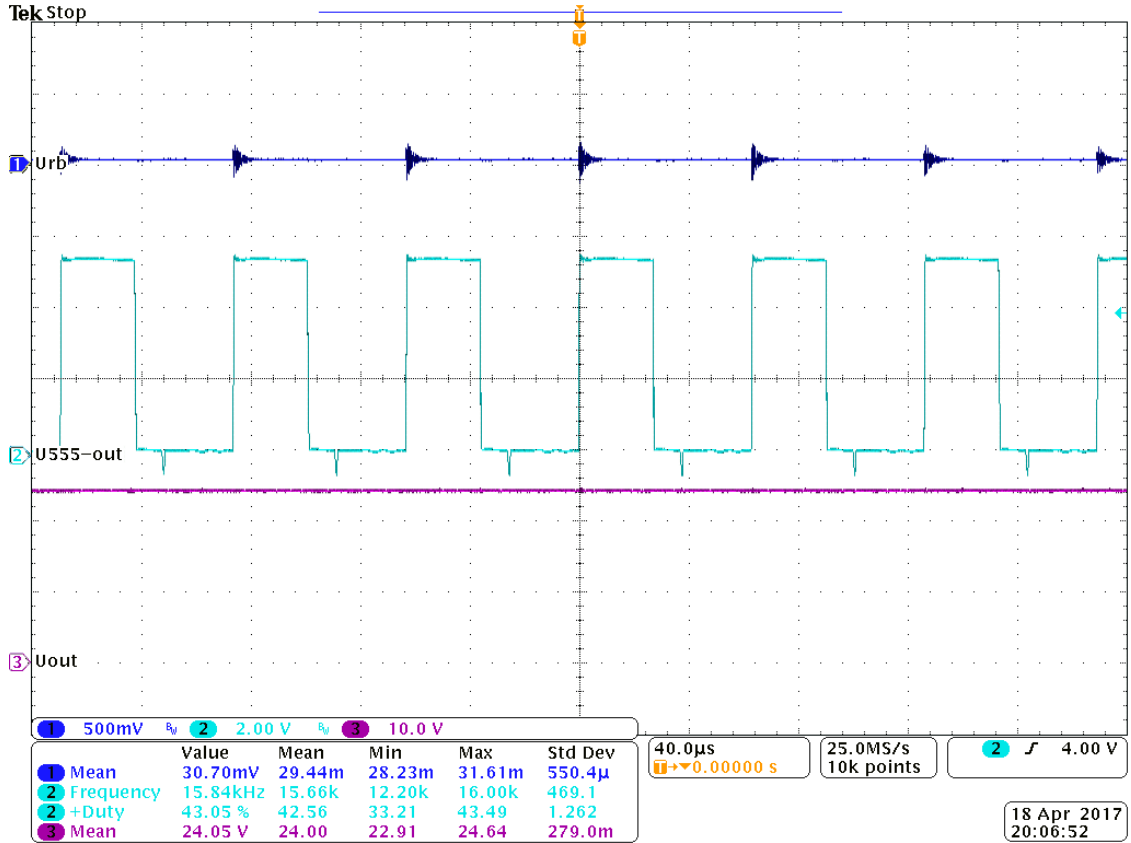 Tek Stop
T
T
1 Urb
2 U555-out
3 Uout
1 500mV BW 2 2.00 V BW 3 10.0 V
Value Mean Min Max Std Dev
1 Mean 30.70mV 29.44m 28.23m 31.61m 550.4µ
2 Frequency 15.84kHz 15.66k 12.20k 16.00k 469.1
2 +Duty 43.05 % 42.56 33.21 43.49 1.262
3 Mean 24.05 V 24.00 22.91 24.64 279.0m
40.0µs
T→▼0.00000 s
25.0MS/s
10k points
2 4.00 V
18 Apr 2017
20:06:52